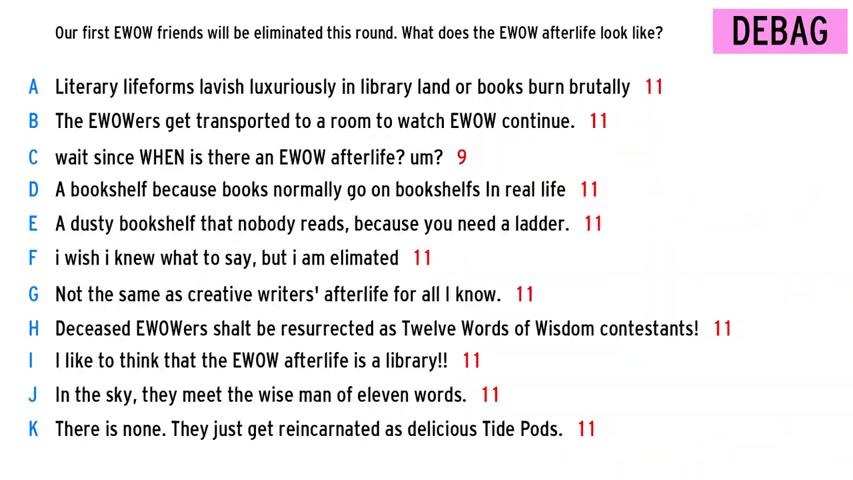 Our first EWOW friends will be eliminated this round. What does the EWOW afterlife look like?
DEBAG
A Literary lifeforms lavish luxuriously in library land or books burn brutally 11
B The EWOWers get transported to a room to watch EWOW continue. 11
C wait since WHEN is there an EWOW afterlife? um? 9
D A bookshelf because books normally go on bookshelfs In real life 11
E A dusty bookshelf that nobody reads, because you need a ladder. 11
F i wish i knew what to say, but i am elimated 11
G Not the same as creative writers' afterlife for all I know. 11
H Deceased EWOWers shalt be resurrected as Twelve Words of Wisdom contestants! 11
I I like to think that the EWOW afterlife is a library!! 11
J In the sky, they meet the wise man of eleven words. 11
K There is none. They just get reincarnated as delicious Tide Pods. 11